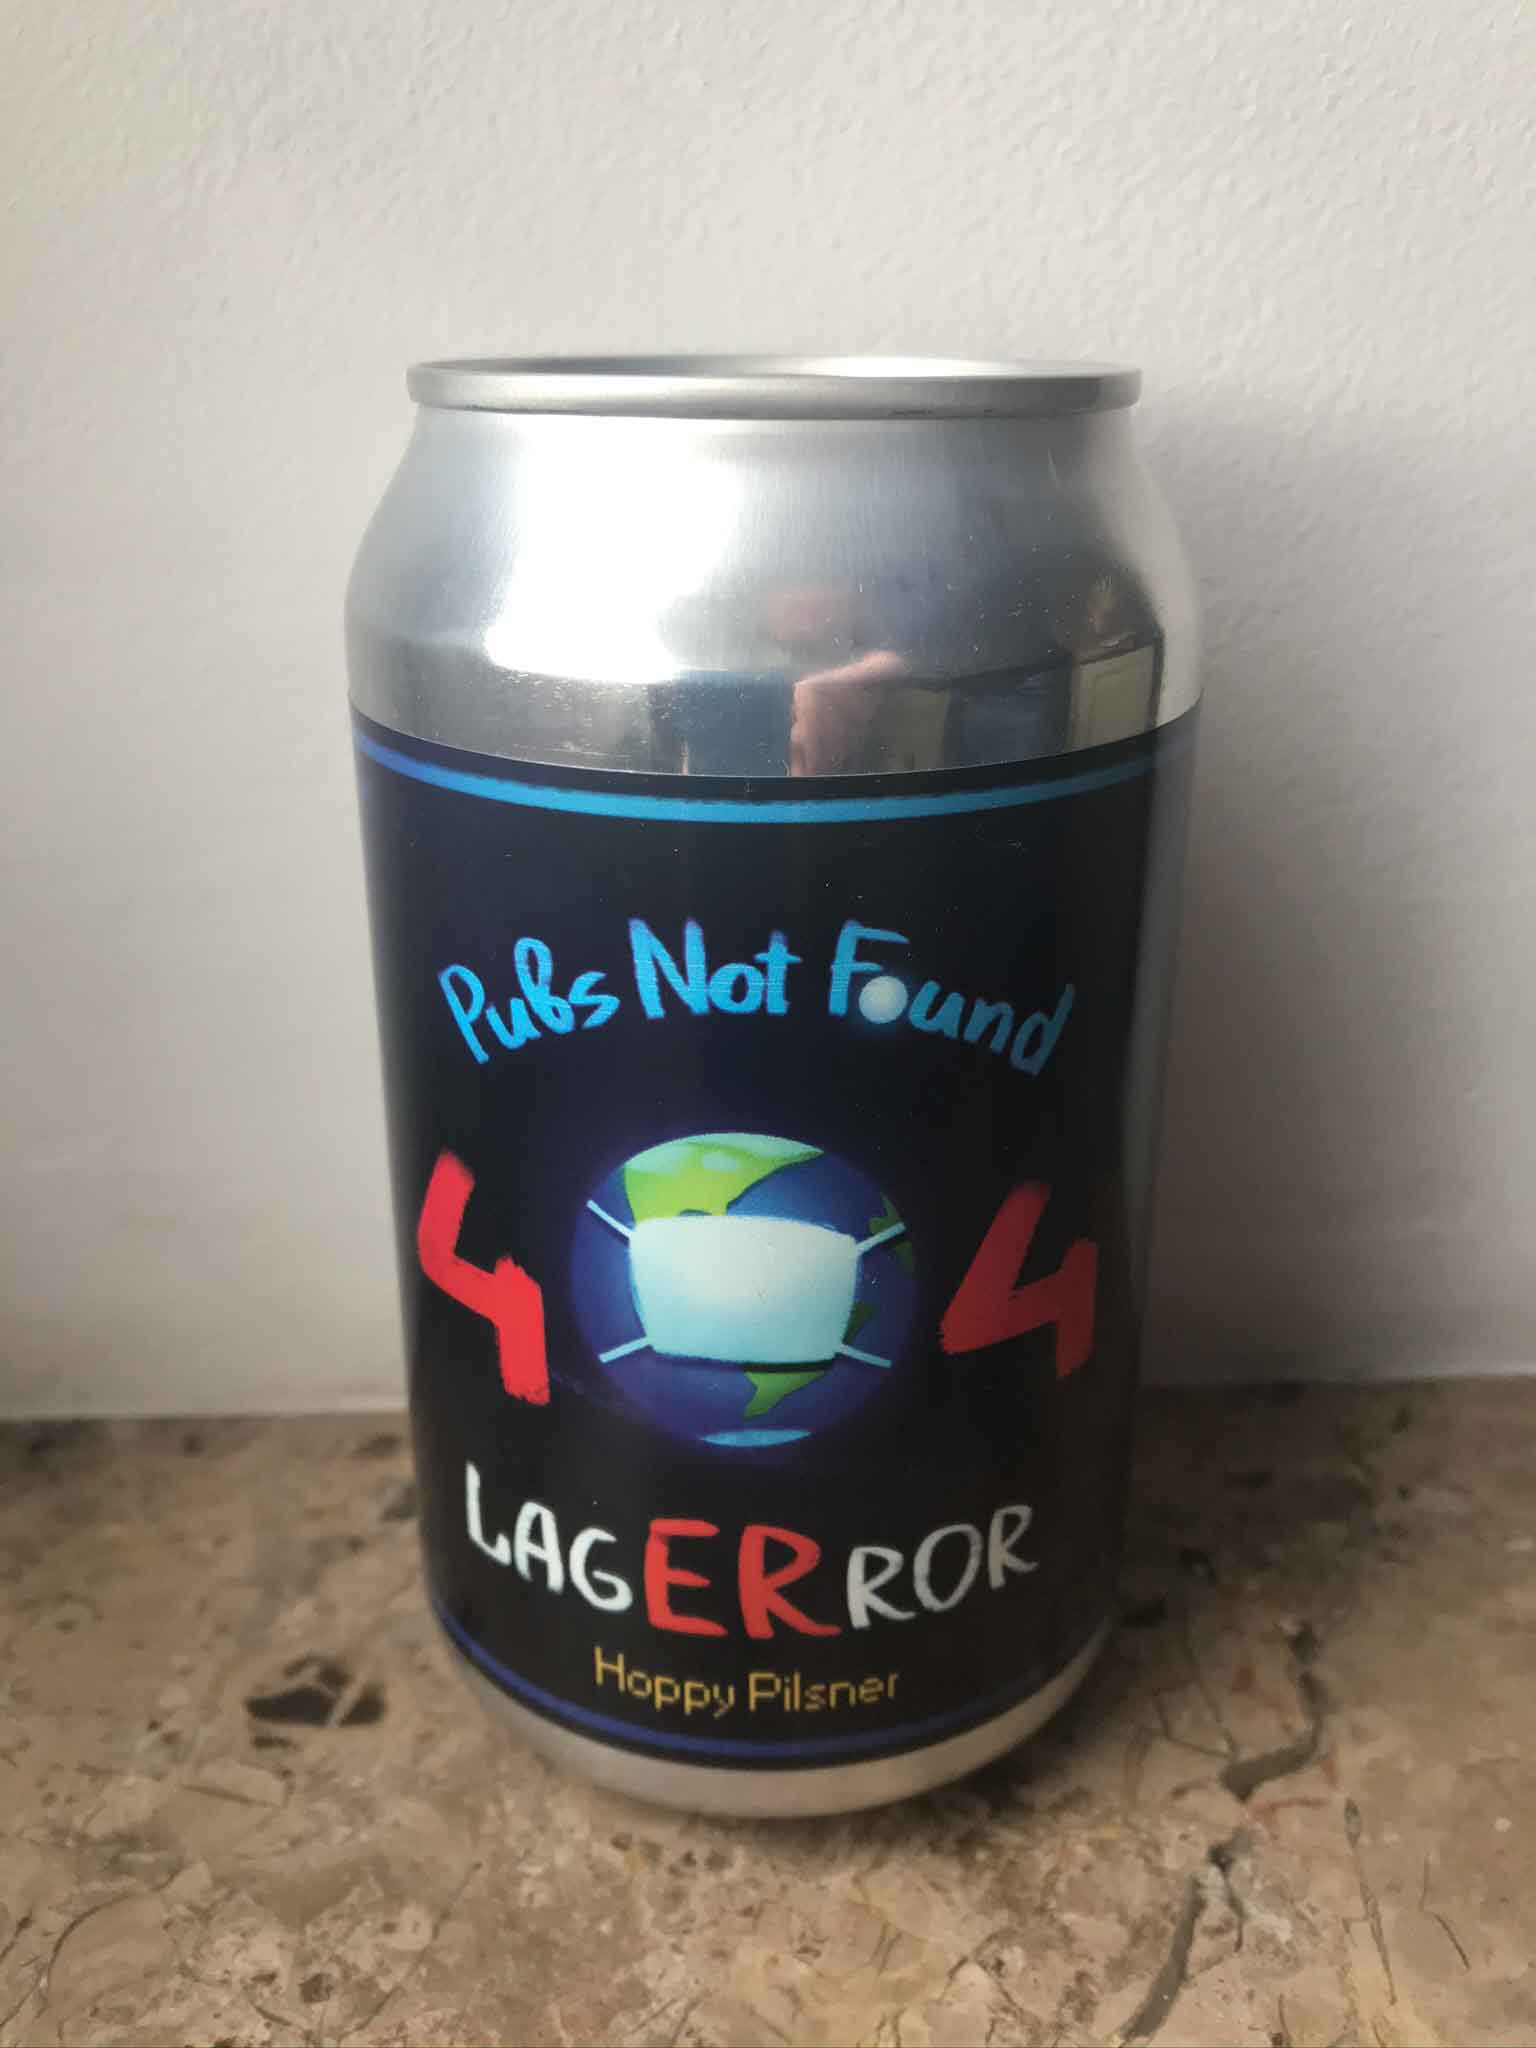 Pubs Not Found
404
LAGERROR
Hoppy Pilsner